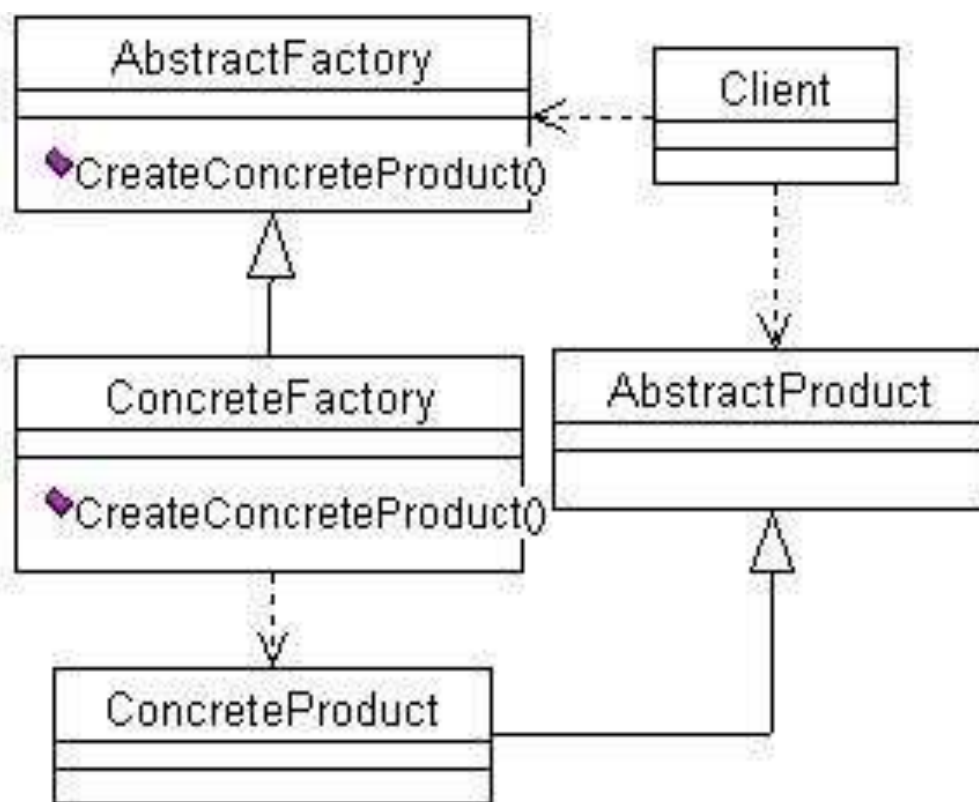 AbstractFactory
CreateConcreteProduct()
Client
ConcreteFactory
CreateConcreteProduct()
AbstractProduct
ConcreteProduct